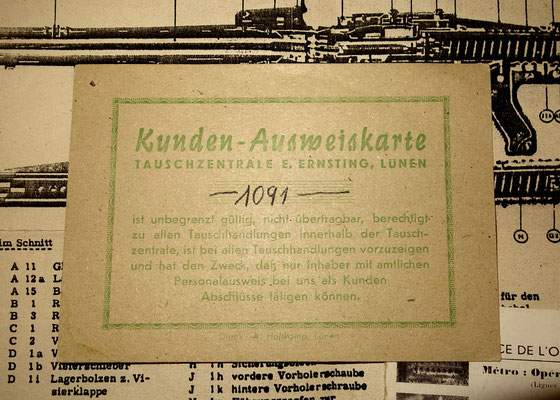 Kunden-Ausweiskarte
TAUSCHZENTRALE E. ERNSTING, LÜNEN
— 1091 —
ist unbegrenzt gültig, nicht übertragbar, berechtigt
zu allen Tauschhandlungen innerhalb der Tausch-
zentrale, ist bei allen Tauschhandlungen vorzuzeigen
und hat den Zweck, daß nur Inhaber mit amtlichen
Personalausweis bei uns als Kunden
Abschlüsse tätigen können.
im Schnitt
A 11
A 12a
A 15
B 1
B 3
C 1
C 2
D 1a
D 1b Visierschieber
D 1i Lagerbolzen z. Vi-
sierklappe
J 1h vordere Vorholerschraube
J 1k hintere Vorholerschraube
für den
CE DE L'O
Métro : Opér
(Lignes
N